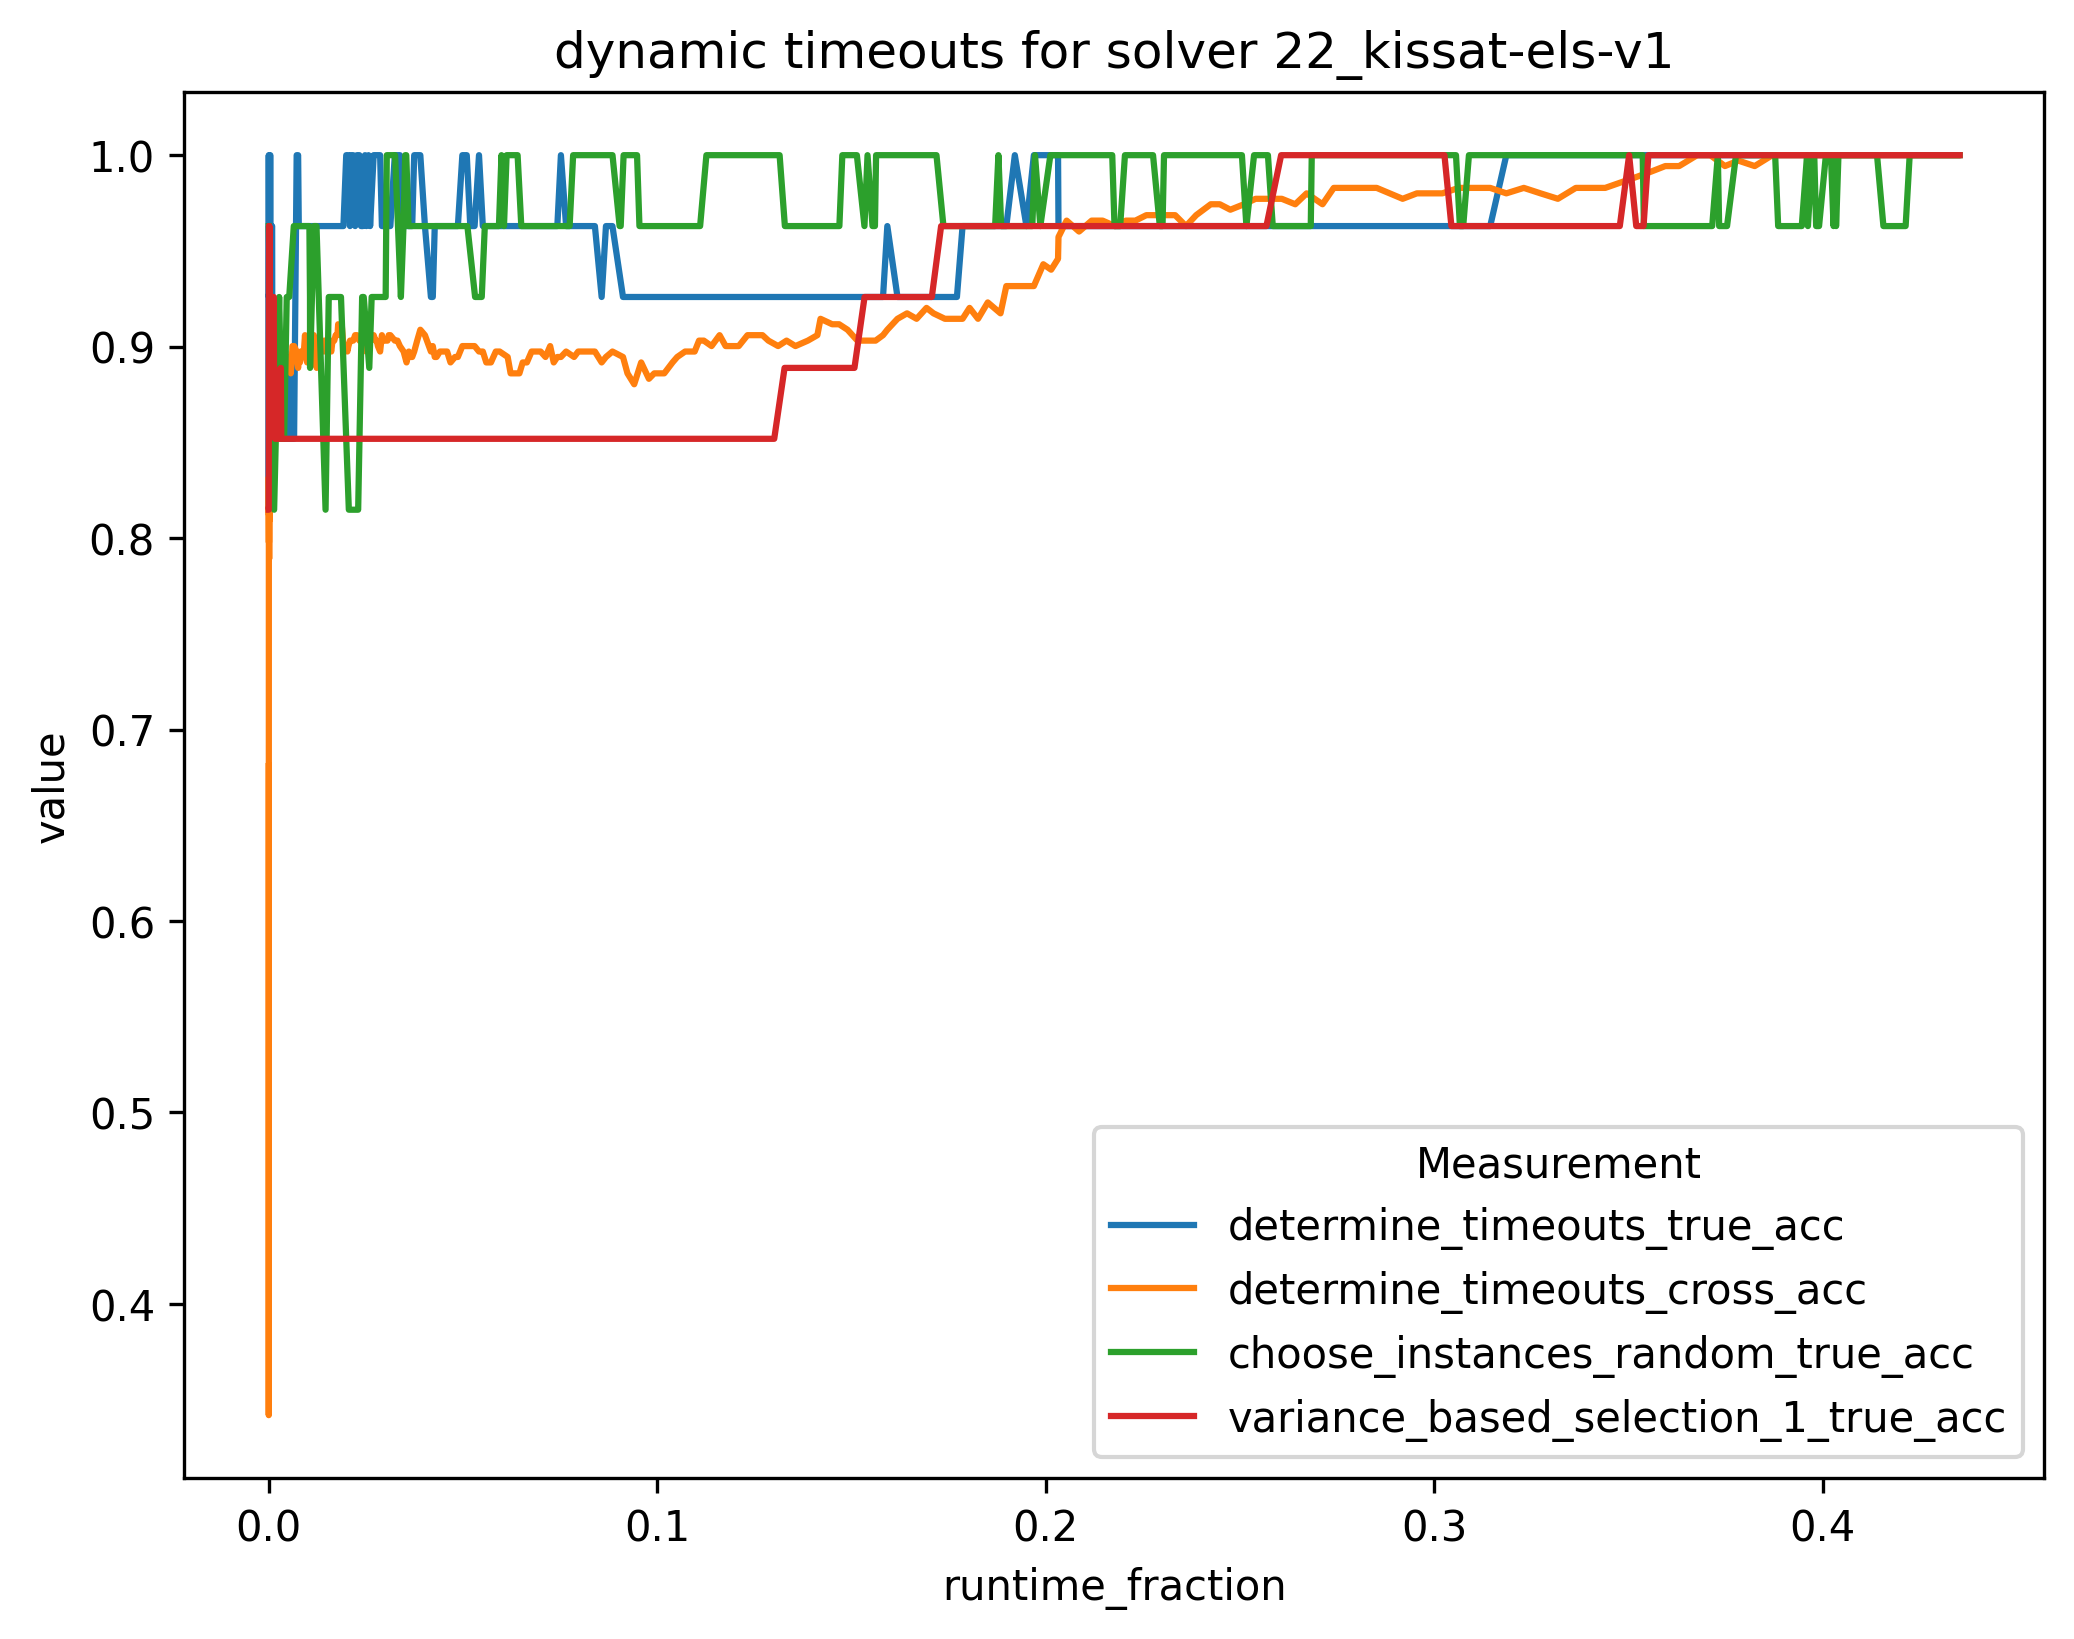 dynamic timeouts for solver 22_kissat-els-v1
1.0
0.9
0.8
0.7
0.6
0.5
0.4
value
0.0 0.1 0.2 0.3 0.4
runtime_fraction
Measurement
determine_timeouts_true_acc
determine_timeouts_cross_acc
choose_instances_random_true_acc
variance_based_selection_1_true_acc